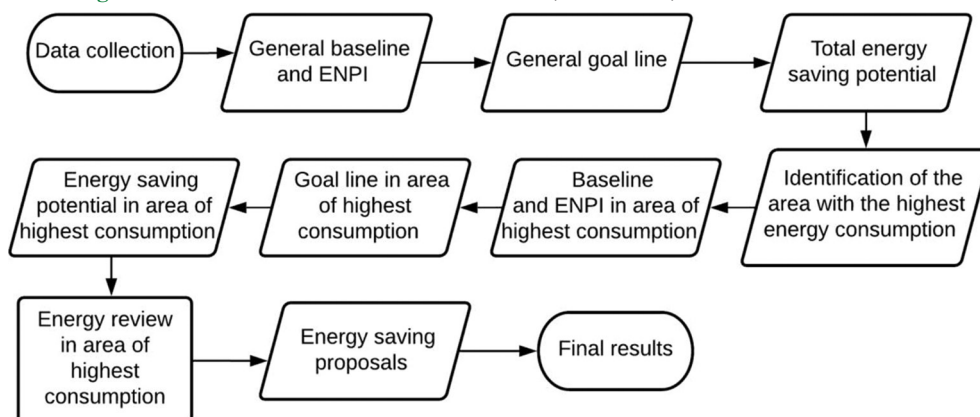 Data collection
General baseline
and ENPI
General goal line
Total energy
saving potential
Identification of the
area with the highest
energy consumption
Baseline
and ENPI in area of
highest consumption
Goal line in area
of highest
consumption
Energy saving
potential in area of
highest consumption
Energy review
in area of
highest
consumption
Energy saving
proposals
Final results